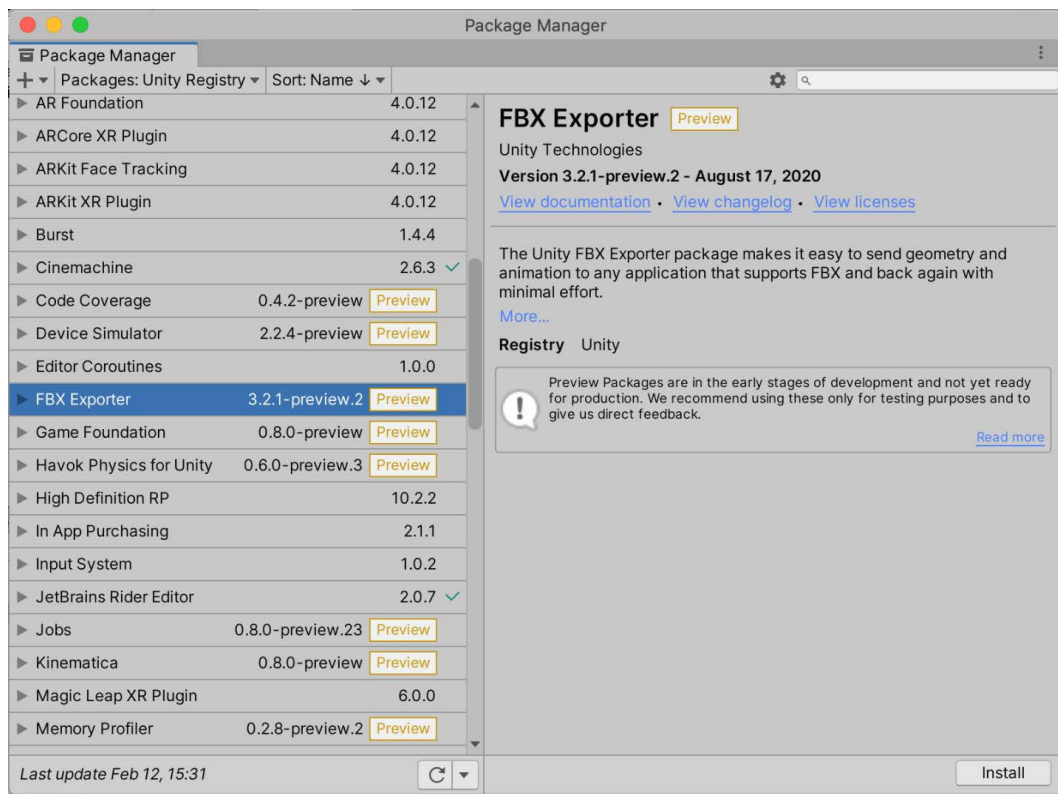 Package Manager
Package Manager
Packages: Unity Registry Sort: Name ↓
AR Foundation 4.0.12
ARCore XR Plugin 4.0.12
ARKit Face Tracking 4.0.12
ARKit XR Plugin 4.0.12
Burst 1.4.4
Cinemachine 2.6.3
Code Coverage 0.4.2-preview Preview
Device Simulator 2.2.4-preview Preview
Editor Coroutines 1.0.0
FBX Exporter 3.2.1-preview.2 Preview
Game Foundation 0.8.0-preview Preview
Havok Physics for Unity 0.6.0-preview.3 Preview
High Definition RP 10.2.2
In App Purchasing 2.1.1
Input System 1.0.2
JetBrains Rider Editor 2.0.7
Jobs 0.8.0-preview.23 Preview
Kinematica 0.8.0-preview Preview
Magic Leap XR Plugin 6.0.0
Memory Profiler 0.2.8-preview.2 Preview
Last update Feb 12, 15:31
FBX Exporter Preview
Unity Technologies
Version 3.2.1-preview.2 - August 17, 2020
View documentation • View changelog • View licenses
The Unity FBX Exporter package makes it easy to send geometry and
animation to any application that supports FBX and back again with
minimal effort.
More...
Registry Unity
Preview Packages are in the early stages of development and not yet ready
for production. We recommend using these only for testing purposes and to
give us direct feedback.
Read more
Install